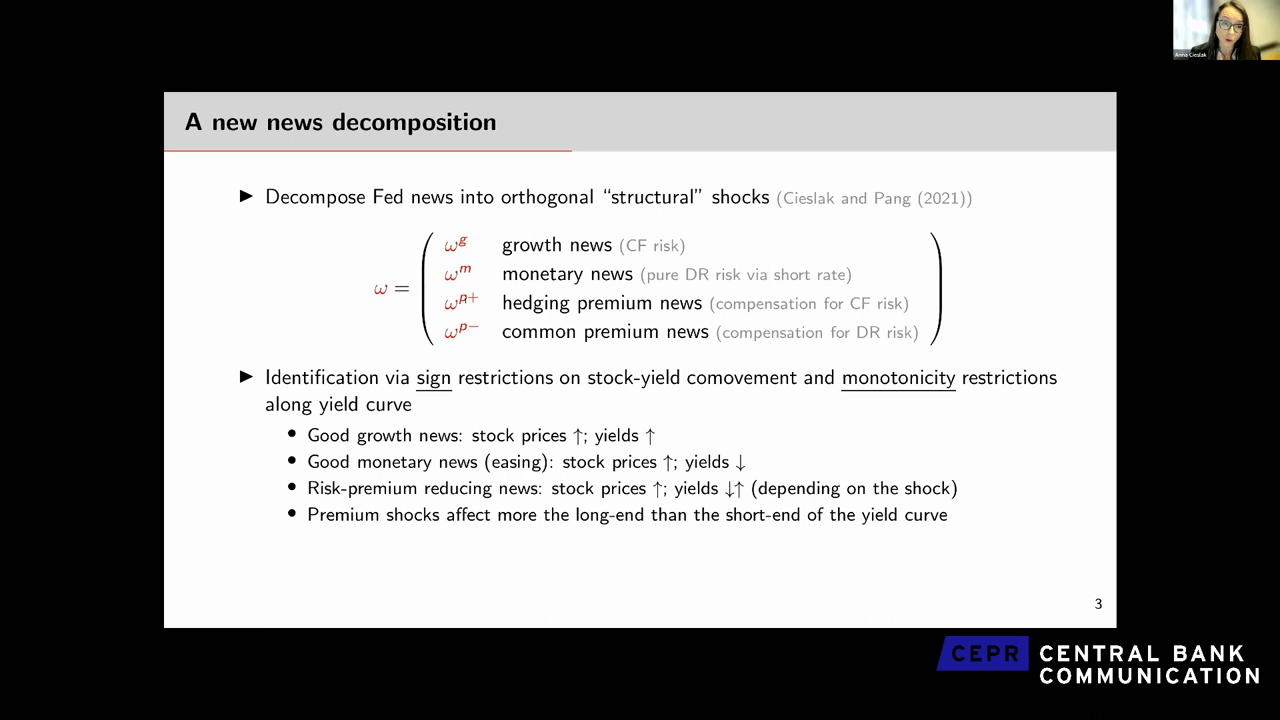 Anna Cieslak
A new news decomposition
▶ Decompose Fed news into orthogonal “structural” shocks (Cieslak and Pang (2021))
ω^g growth news (CF risk)
ω^m monetary news (pure DR risk via short rate)
ω =
ω^p+ hedging premium news (compensation for CF risk)
ω^p− common premium news (compensation for DR risk)
▶ Identification via sign restrictions on stock-yield comovement and monotonicity restrictions
along yield curve
• Good growth news: stock prices ↑; yields ↑
• Good monetary news (easing): stock prices ↑; yields ↓
• Risk-premium reducing news: stock prices ↑; yields ↓↑ (depending on the shock)
• Premium shocks affect more the long-end than the short-end of the yield curve
3
CEPR CENTRAL BANK
COMMUNICATION